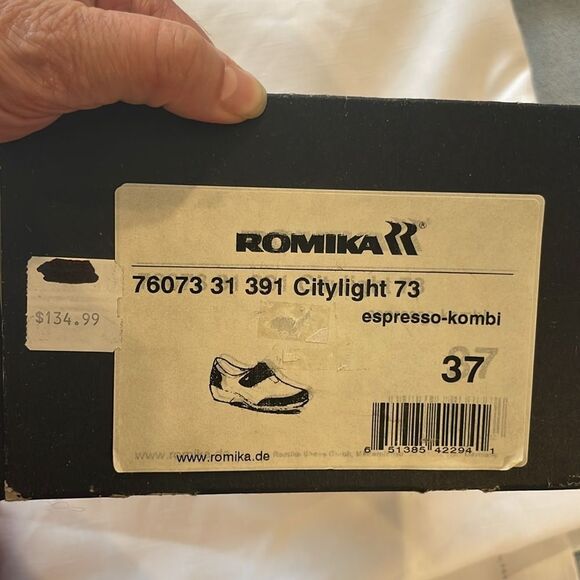 ROMIKA ®
76073 31 391 Citylight 73
espresso-kombi
$134.99
37
6 51385 42294 1
www.romika.de